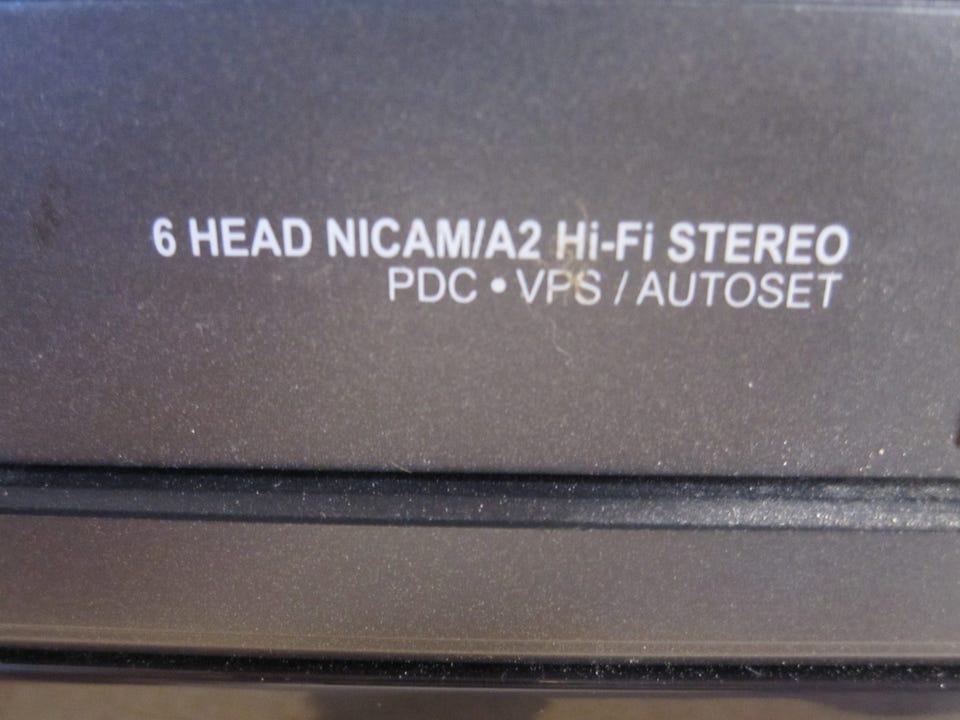 6 HEAD NICAM/A2 Hi-Fi STEREO
PDC • VPS / AUTOSET